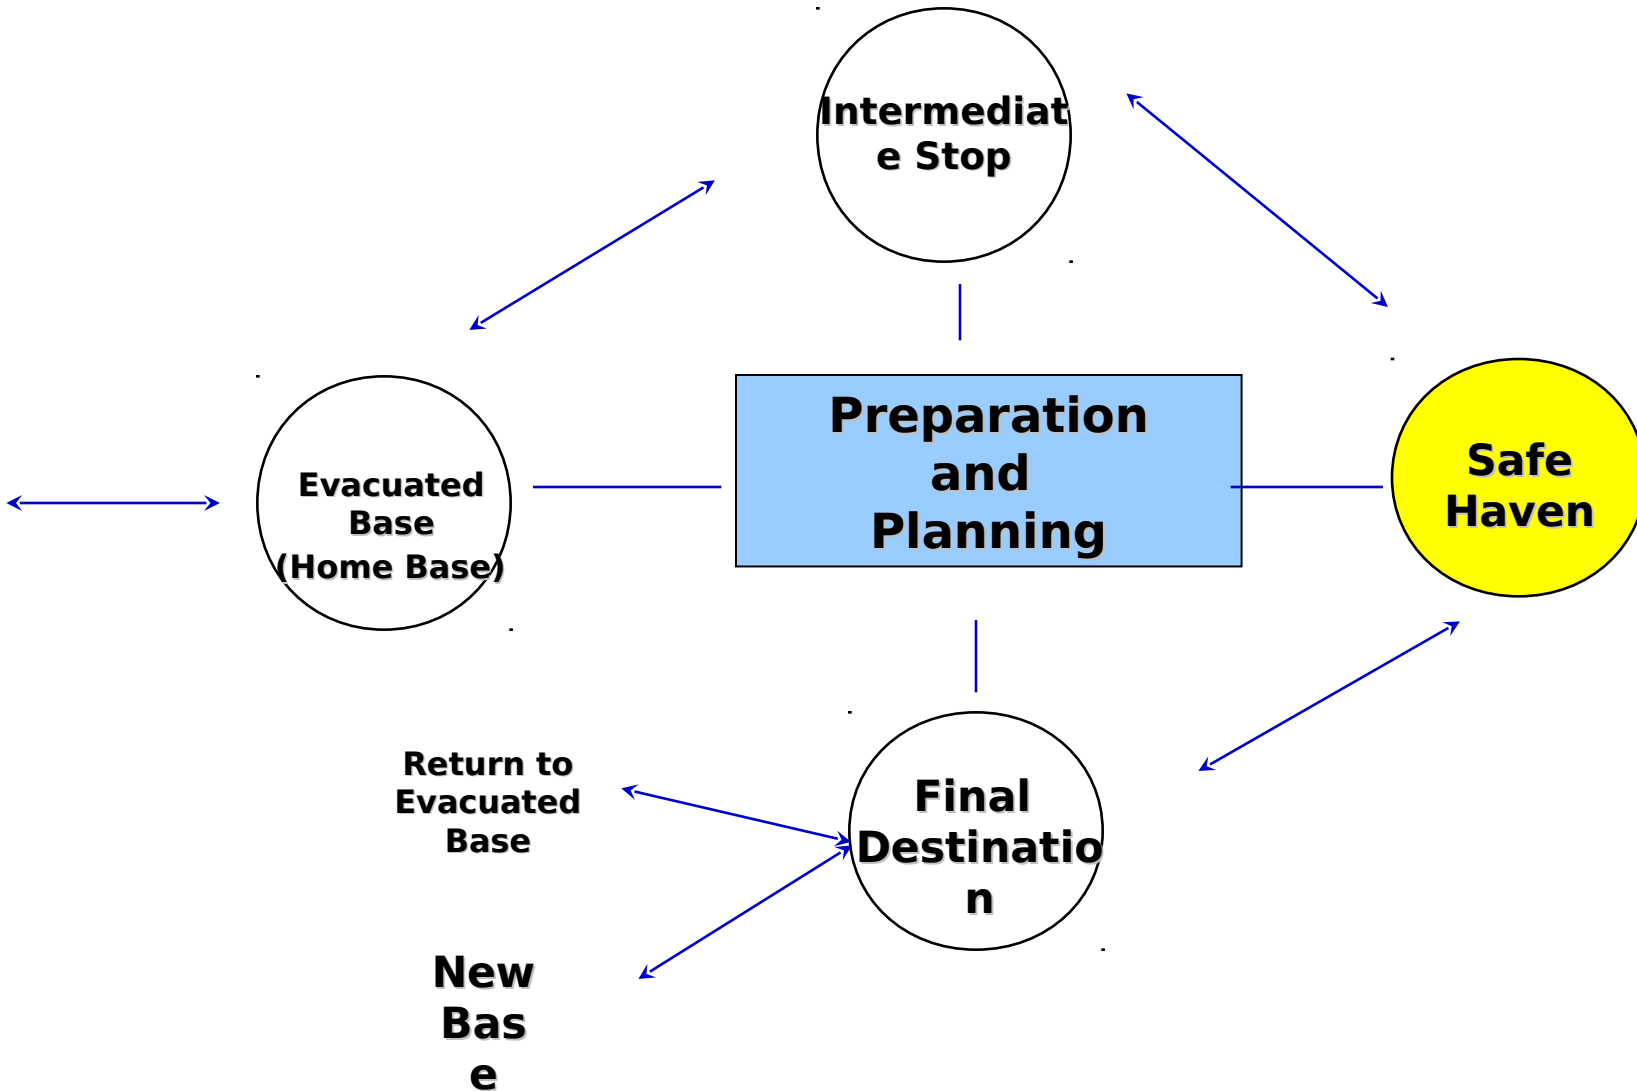 Intermediat
e Stop
Preparation
and
Planning
Safe
Haven
Evacuated
Base
(Home Base)
Return to
Evacuated
Base
Final
Destinatio
n
New
Bas
e